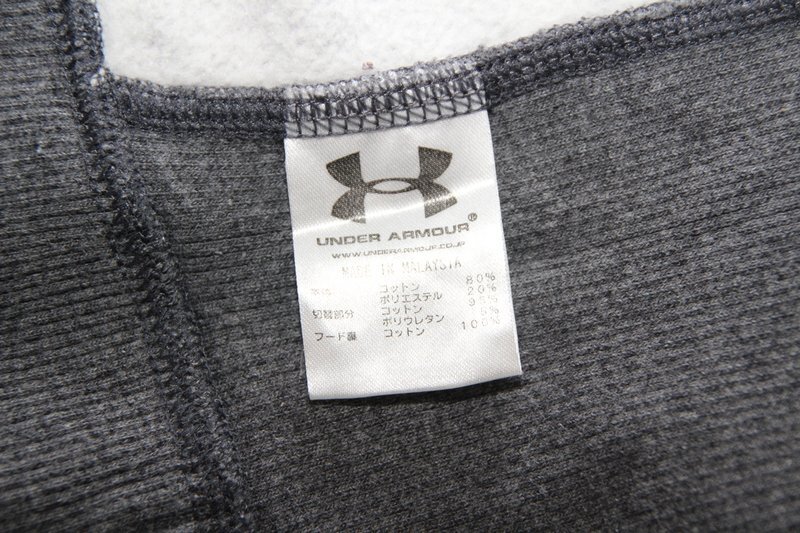 UNDER ARMOUR®
WWW.UNDERARMOUR.CO.JP
MADE IN MALAYSIA
本体 コットン 80%
ポリエステル 20%
切替部分 コットン 95%
ポリウレタン 5%
フード裏 コットン 100%